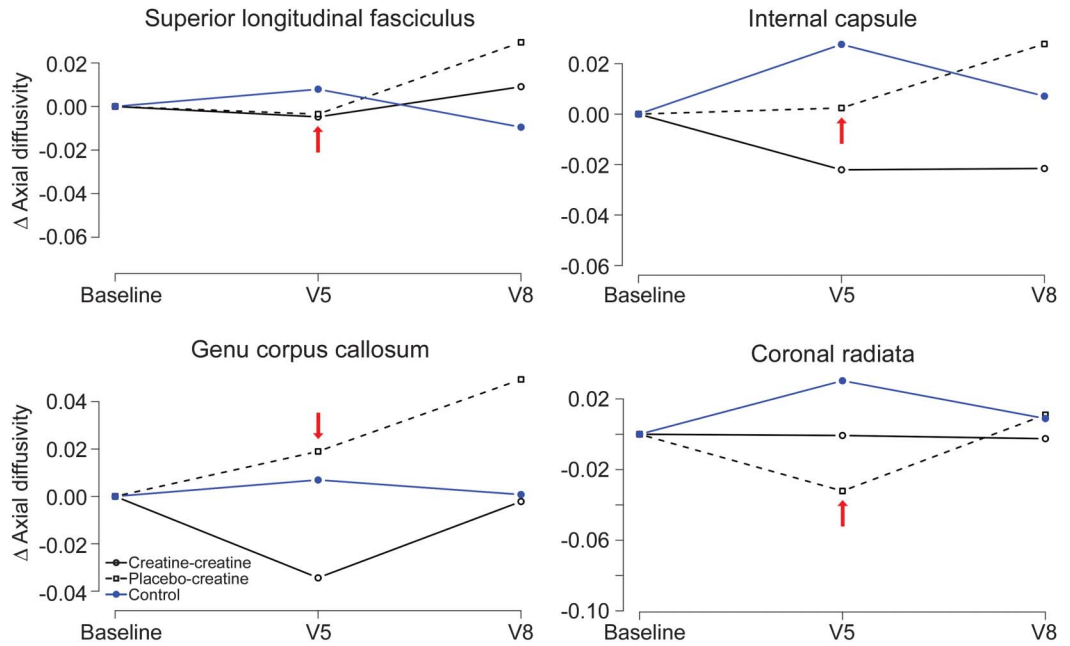 Superior longitudinal fasciculus
Δ Axial diffusivity
0.02
0.00
-0.02
-0.04
-0.06
Baseline V5 V8
Internal capsule
0.02
0.00
-0.02
-0.04
-0.06
Baseline V5 V8
Genu corpus callosum
Δ Axial diffusivity
0.04
0.02
0.00
-0.02
-0.04
Creatine-creatine
Placebo-creatine
Control
Baseline V5 V8
Coronal radiata
0.02
-0.02
-0.06
-0.10
Baseline V5 V8